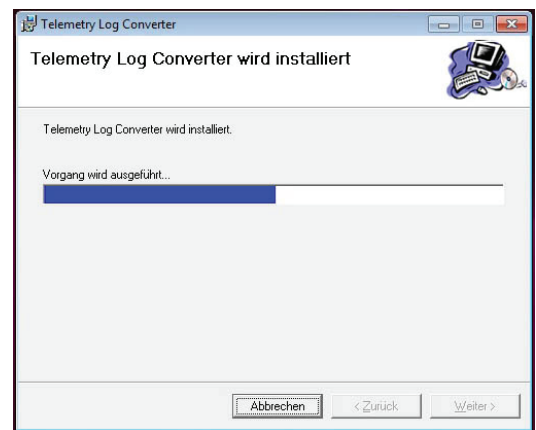 Telemetry Log Converter
Telemetry Log Converter wird installiert
Telemetry Log Converter wird installiert.
Vorgang wird ausgeführt...
Abbrechen
< Zurück
Weiter >